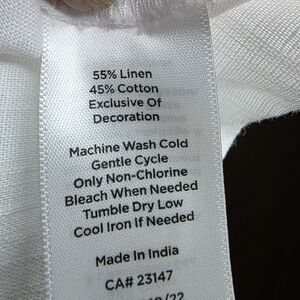 55% Linen
45% Cotton
Exclusive Of
Decoration
Machine Wash Cold
Gentle Cycle
Only Non-Chlorine
Bleach When Needed
Tumble Dry Low
Cool Iron If Needed
Made In India
CA# 23147